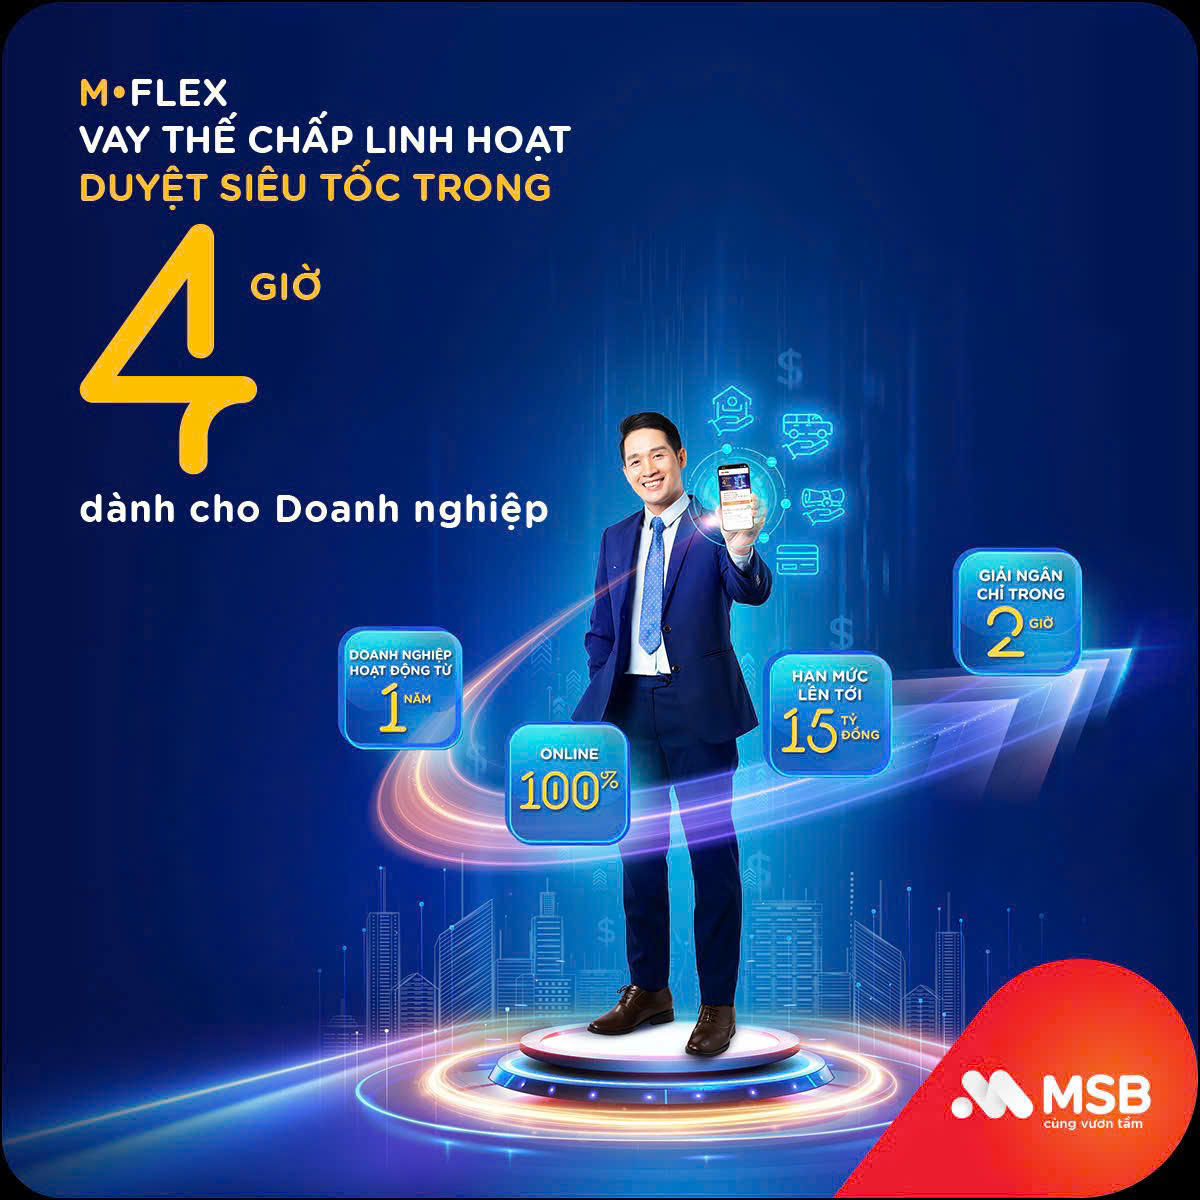 M•FLEX
VAY THẾ CHẤP LINH HOẠT
DUYỆT SIÊU TỐC TRONG
4 GIỜ
dành cho Doanh nghiệp
DOANH NGHIỆP
HOẠT ĐỘNG TỪ
1 NĂM
ONLINE
100%
HẠN MỨC
LÊN TỚI
15 TỶ
ĐỒNG
GIẢI NGÂN
CHỈ TRONG
2 GIỜ
MSB
cùng vươn tầm